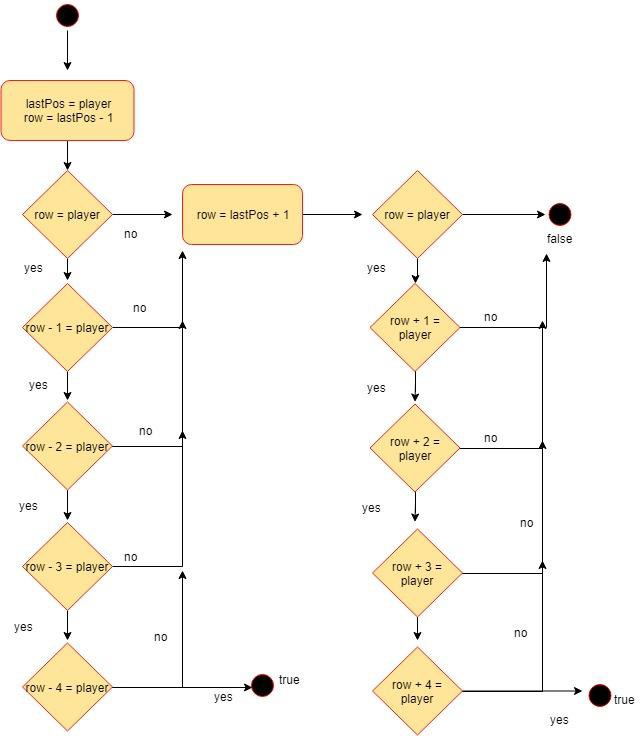 lastPos = player
row = lastPos - 1
row = player
no
row = lastPos + 1
row = player
false
yes
yes
row - 1 = player
no
row + 1 =
player
no
yes
yes
row - 2 = player
no
row + 2 =
player
no
yes
yes
row - 3 = player
no
row + 3 =
player
no
yes
no
no
row - 4 = player
yes
true
row + 4 =
player
yes
true